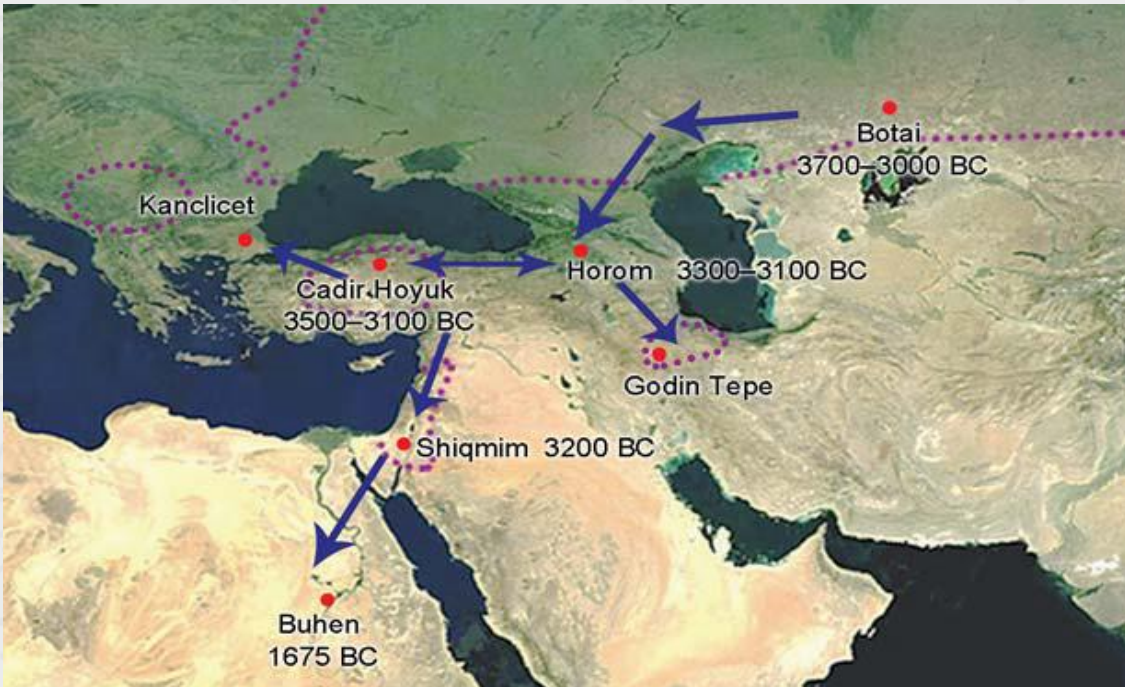 Botai
3700–3000 BC
Kanclicet
Horom 3300–3100 BC
Cadir Hoyuk
3500–3100 BC
Godin Tepe
Shiqmim 3200 BC
Buhen
1675 BC